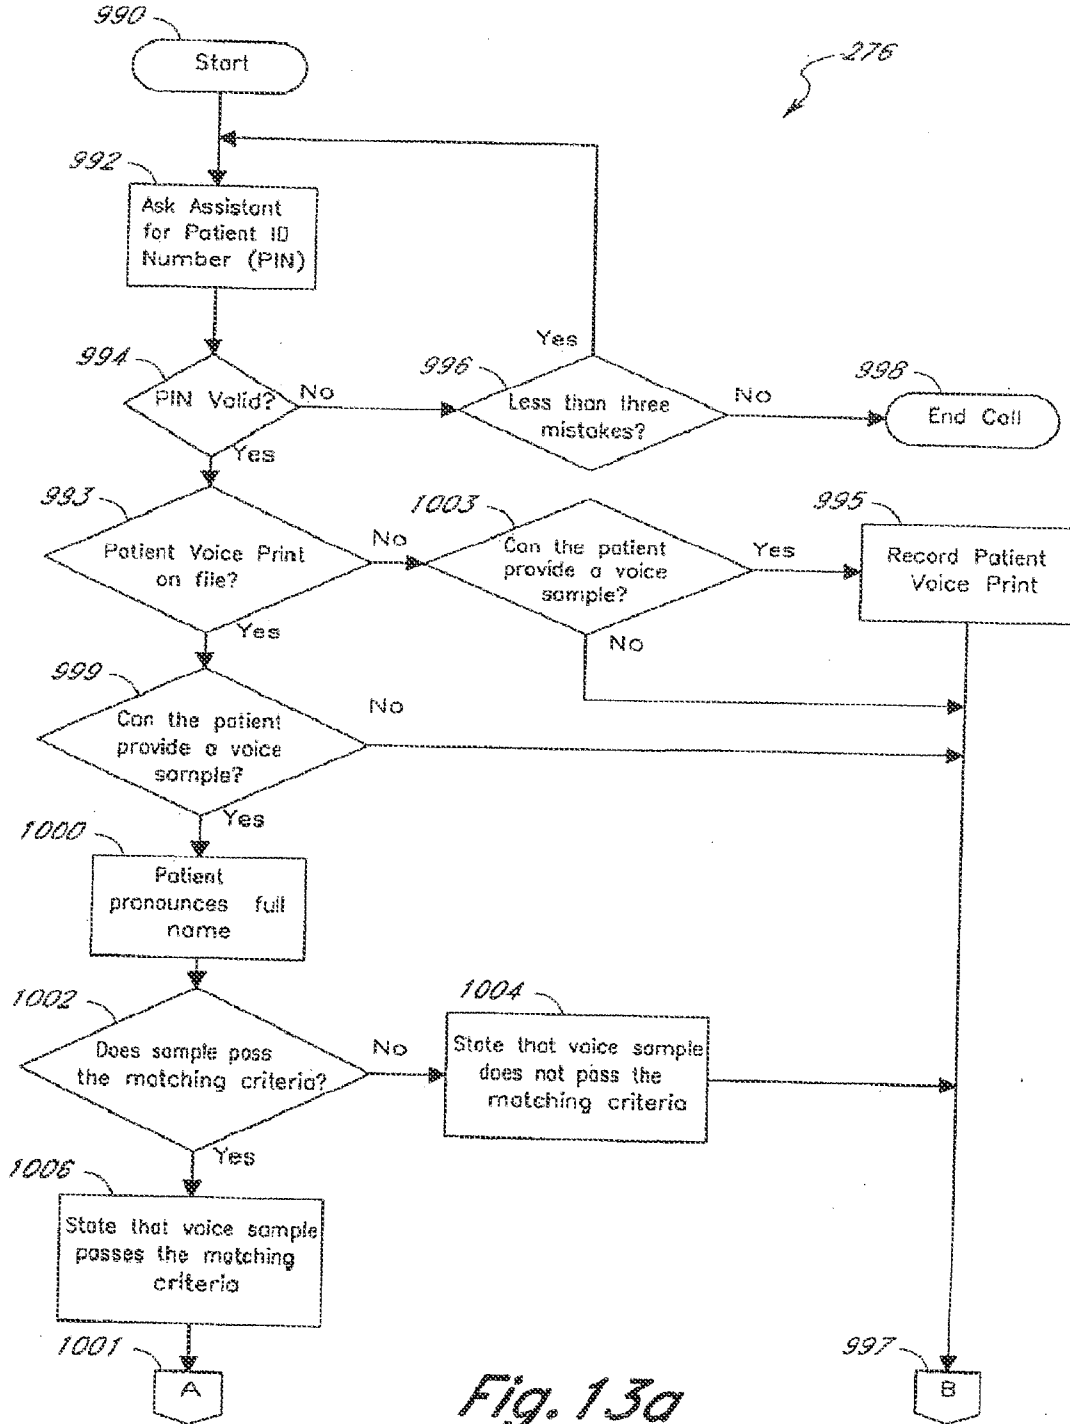 990
Start
276
992
Ask Assistant
for Patient ID
Number (PIN)
994
PIN Valid?
No
Yes
996
Less than three
mistakes?
Yes
No
998
End Call
993
Patient Voice Print
on file?
No
Yes
1003
Can the patient
provide a voice
sample?
Yes
No
995
Record Patient
Voice Print
999
Can the patient
provide a voice
sample?
No
Yes
1000
Patient
pronounces full
name
1002
Does sample pass
the matching criteria?
No
Yes
1004
State that voice sample
does not pass the
matching criteria
1006
State that voice sample
passes the matching
criteria
1001
A
997
B
Fig. 13a